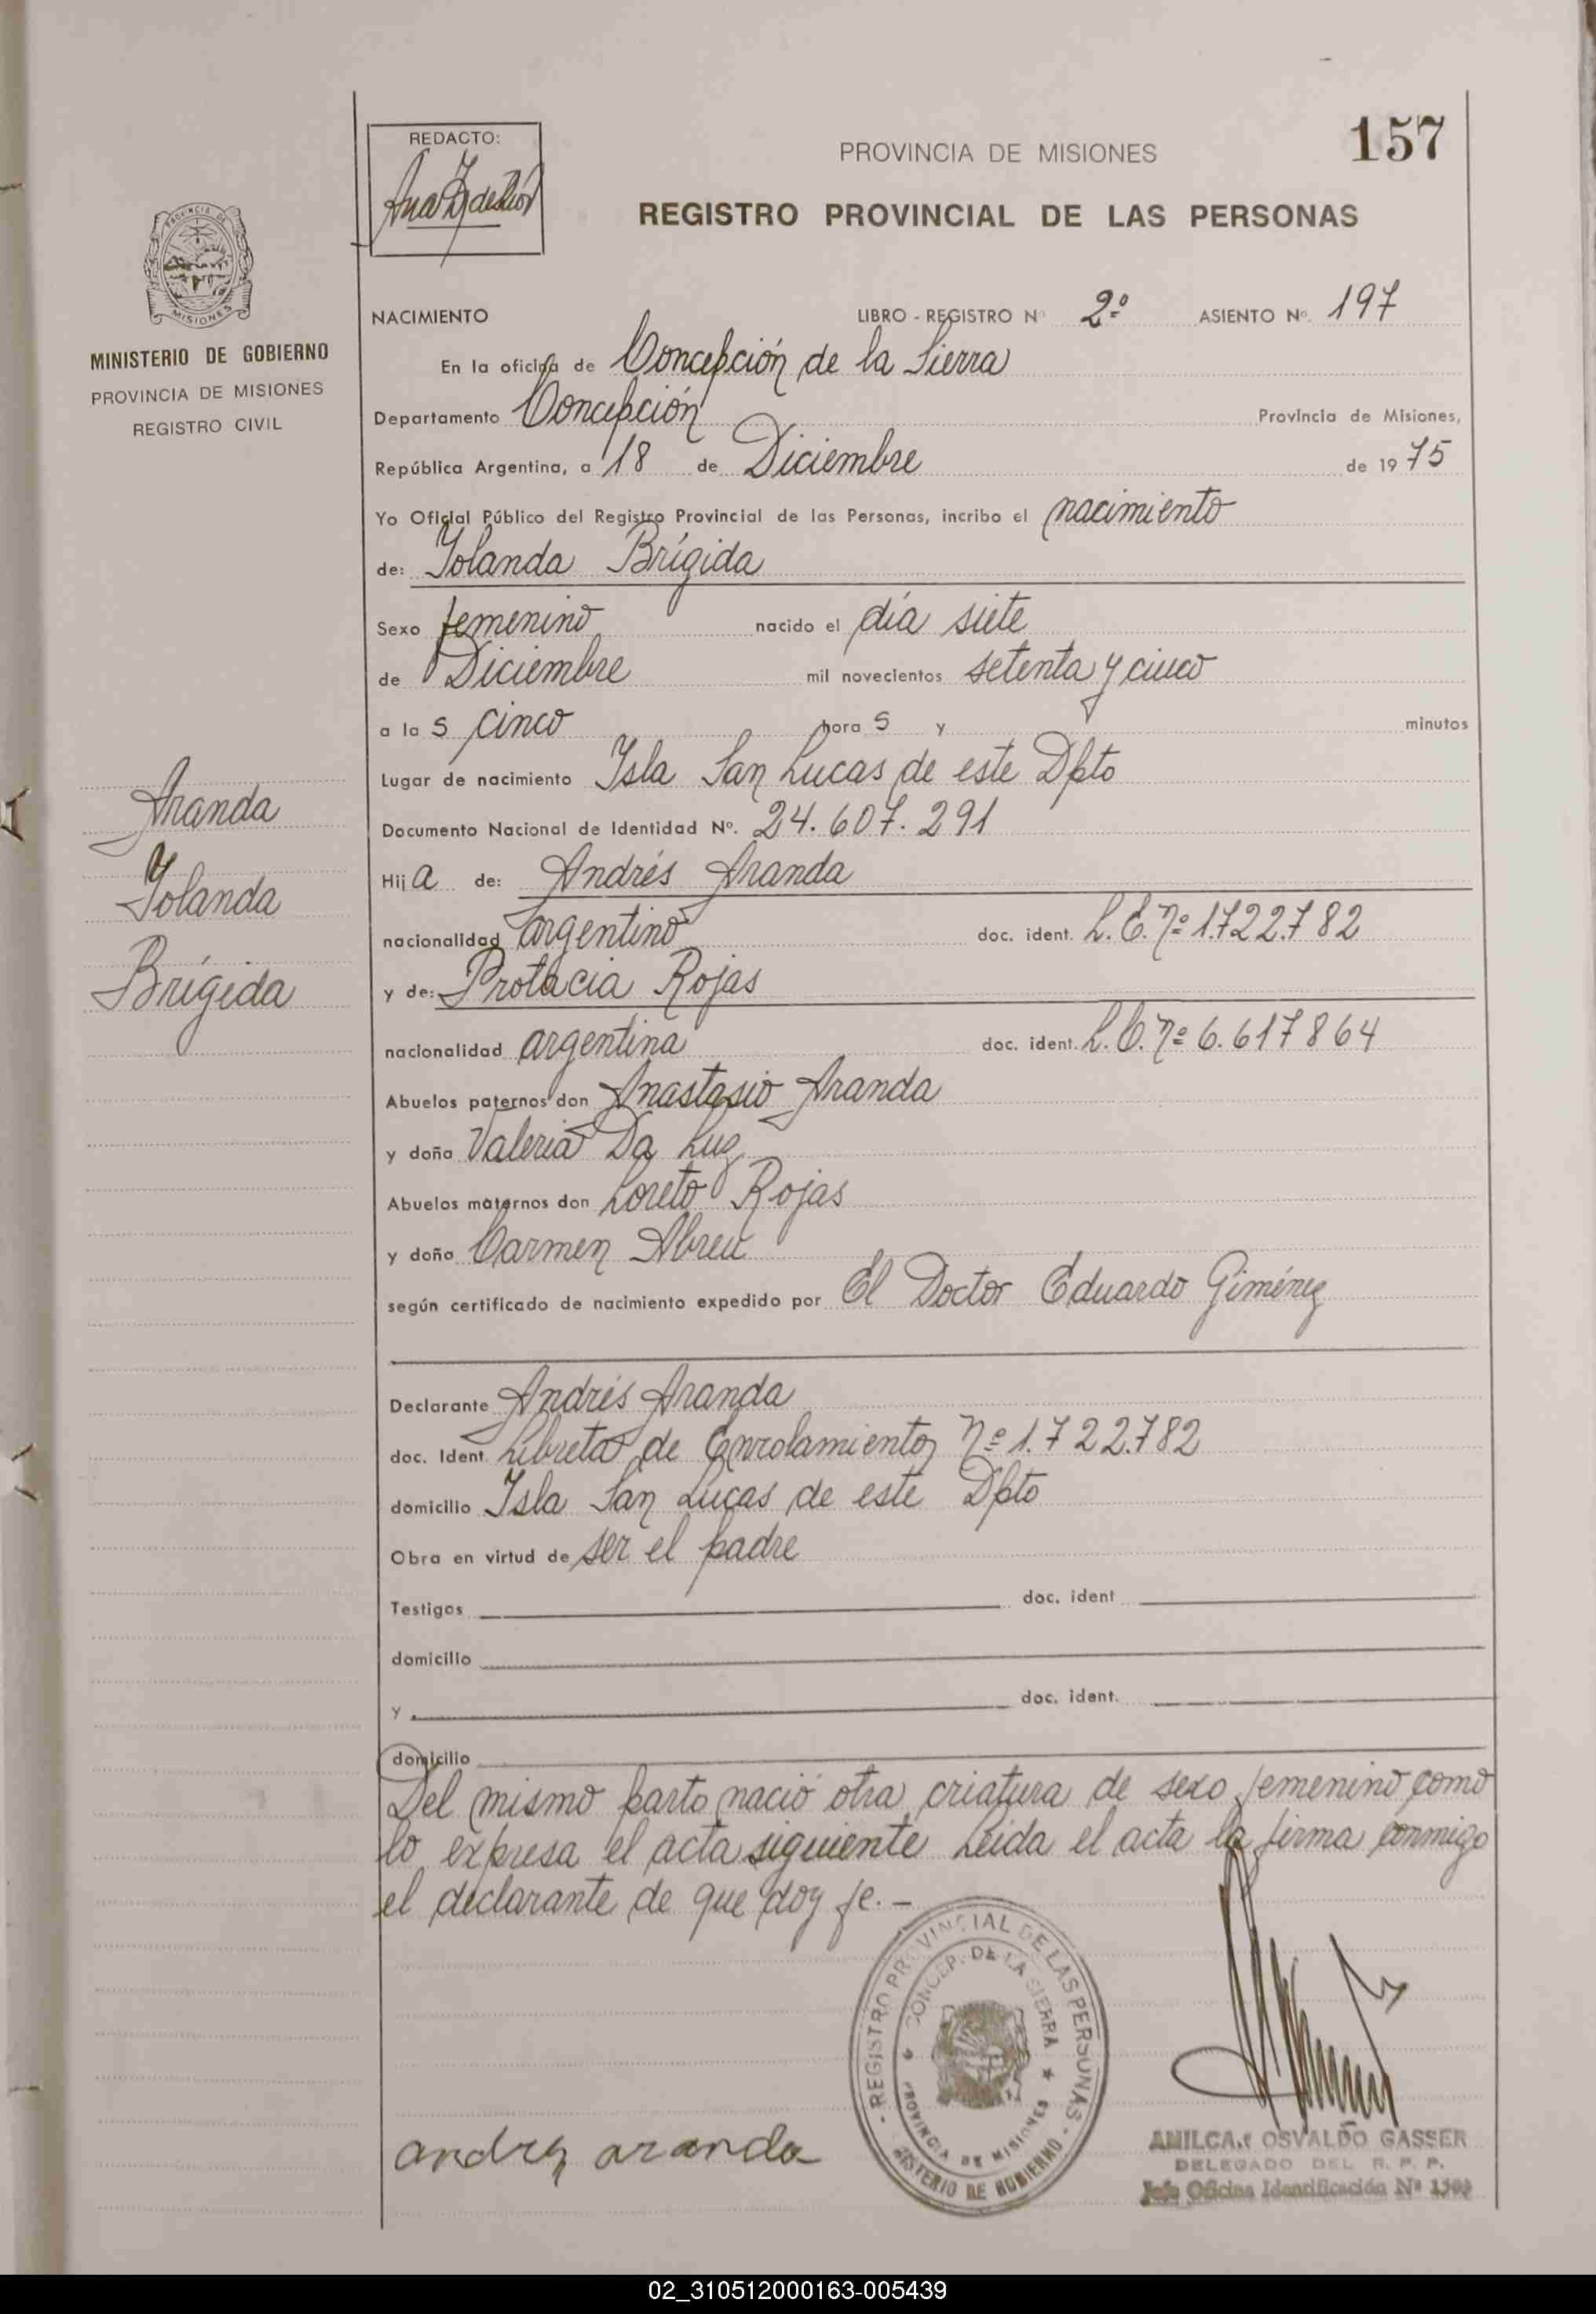 REDACTO:
157
PROVINCIA DE MISIONES
REGISTRO PROVINCIAL DE LAS PERSONAS
MISIONES
MINISTERIO DE GOBIERNO
PROVINCIA DE MISIONES
REGISTRO CIVIL
NACIMIENTO LIBRO - REGISTRO Nº 2º ASIENTO Nº. 197
En la oficina de Concepción de la Sierra
Departamento Concepción Provincia de Misiones,
República Argentina, a 18 de Diciembre de 1975
Yo Oficial Público del Registro Provincial de las Personas, incribo el nacimiento
de: Yolanda Brígida
Sexo femenino nacido el día siete
de Diciembre mil novecientos setenta y cinco
a la s cinco hora s y minutos
Lugar de nacimiento Isla San Lucas de este Dpto
Documento Nacional de Identidad Nº. 24.607.291
Aranda
Yolanda
Brígida
Hij a de: Andrés Aranda
nacionalidad argentino doc. ident. L.E. nº 1.722.782
y de: Protacia Rojas
nacionalidad argentina doc. ident. L.C. nº 6.617864
Abuelos paternos don Anastasio Aranda
y doña Valeria Da Luz
Abuelos maternos don Loreto Rojas
y doña Carmen Abreu
según certificado de nacimiento expedido por El Doctor Eduardo Giménez
Declarante Andrés Aranda
doc. Ident. Libreta de Enrolamiento nº 1.722.782
domicilio Isla San Lucas de este Dpto
Obra en virtud de ser el padre
Testigos doc. ident
domicilio
y doc. ident.
domicilio
Del mismo parto nació otra criatura de sexo femenino como
lo expresa el acta siguiente Leida el acta la firma conmigo
el declarante de que doy fe. -
REGISTRO PROVINCIAL DE LAS PERSONAS
CONCEP. DE LA SIERRA
PROVINCIA DE MISIONES
MINISTERIO DE GOBIERNO
andrez aranda
AMILCAR OSVALDO GASSER
DELEGADO DEL R. P. P.
Jefe Oficina Identificación Nº
02_310512000163-005439